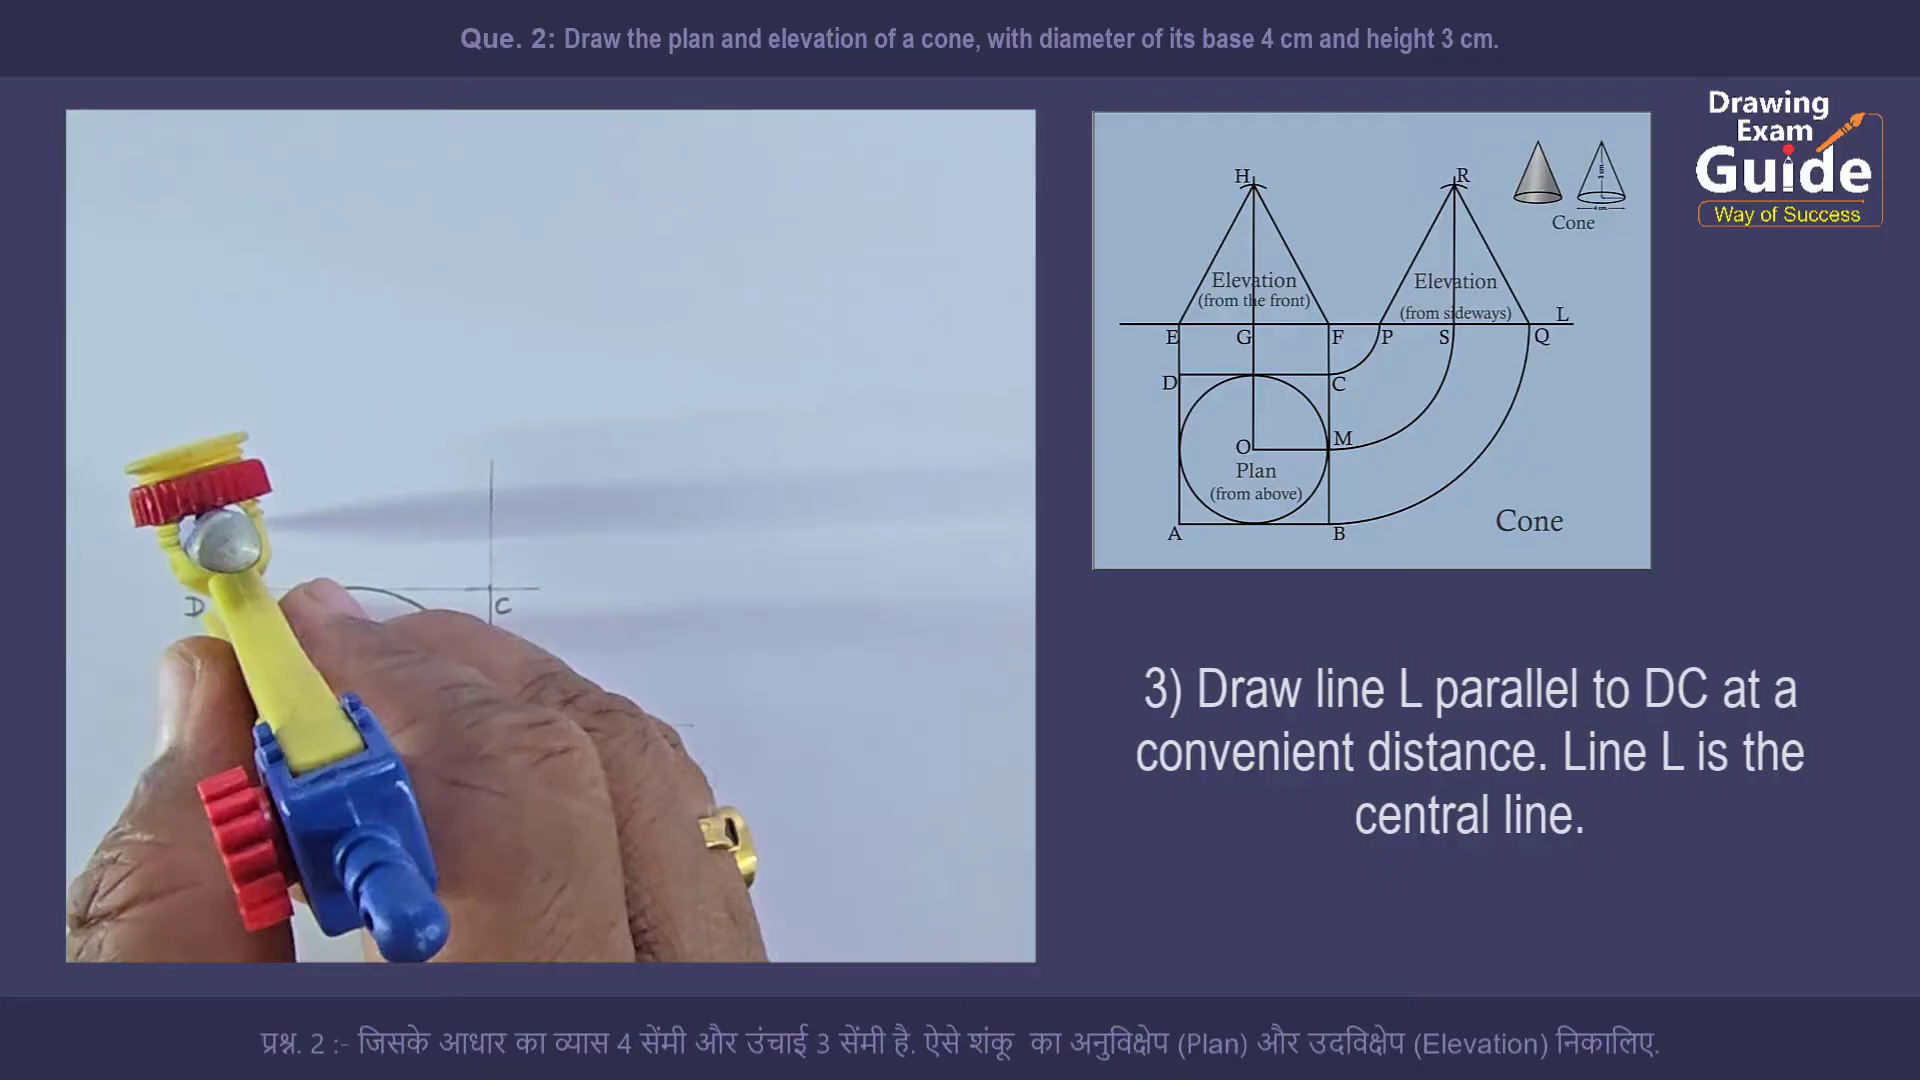 Que. 2: Draw the plan and elevation of a cone, with diameter of its base 4 cm and height 3 cm.
Drawing
Exam
Guide
Way of Success
H
R
Cone
Elevation
(from the front)
Elevation
(from sideways)
L
E
G
F
P
S
Q
D
C
O
M
Plan
(from above)
Cone
A
B
D
C
3) Draw line L parallel to DC at a
convenient distance. Line L is the
central line.
प्रश्न. 2 :- जिसके आधार का व्यास 4 सेंमी और उंचाई 3 सेंमी है. ऐसे शंकू का अनुविक्षेप (Plan) और उदविक्षेप (Elevation) निकालिए.